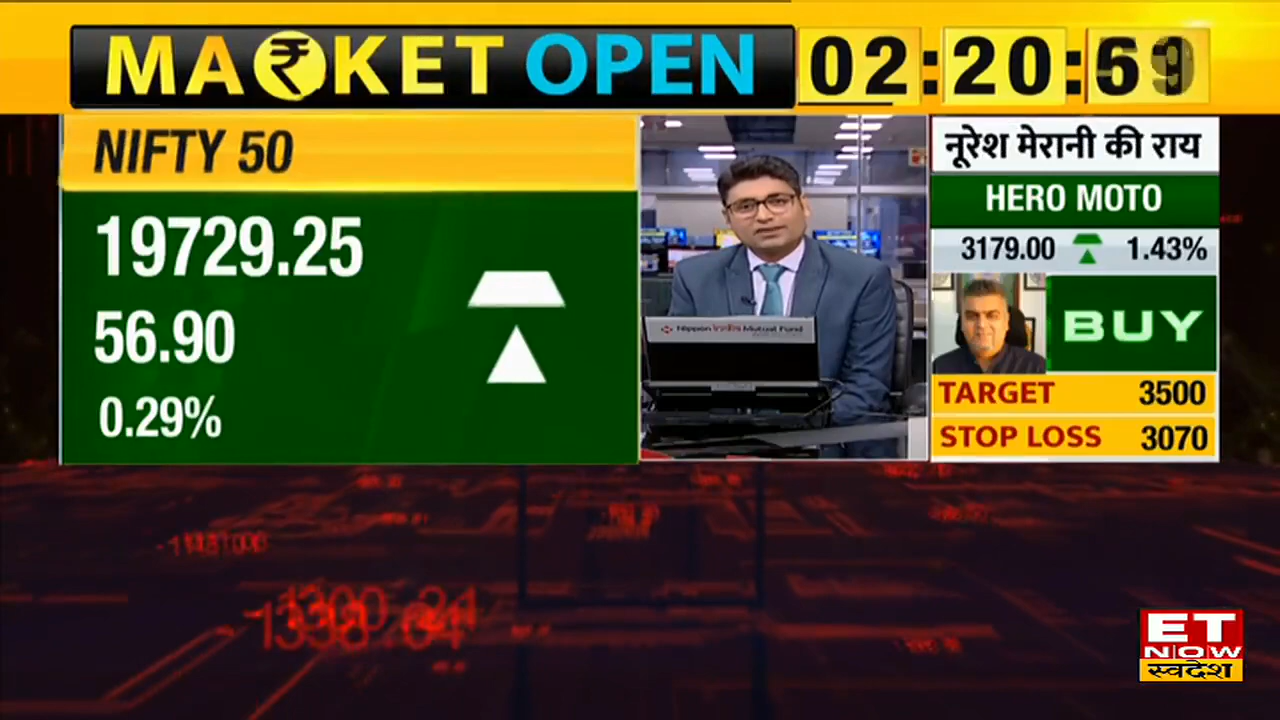 MA₹KET OPEN
02:20:59
NIFTY 50
19729.25
56.90
0.29%
Nippon India Mutual Fund
नूरेश मेरानी की राय
HERO MOTO
3179.00 1.43%
BUY
TARGET 3500
STOP LOSS 3070
ET
NOW
स्वदेश